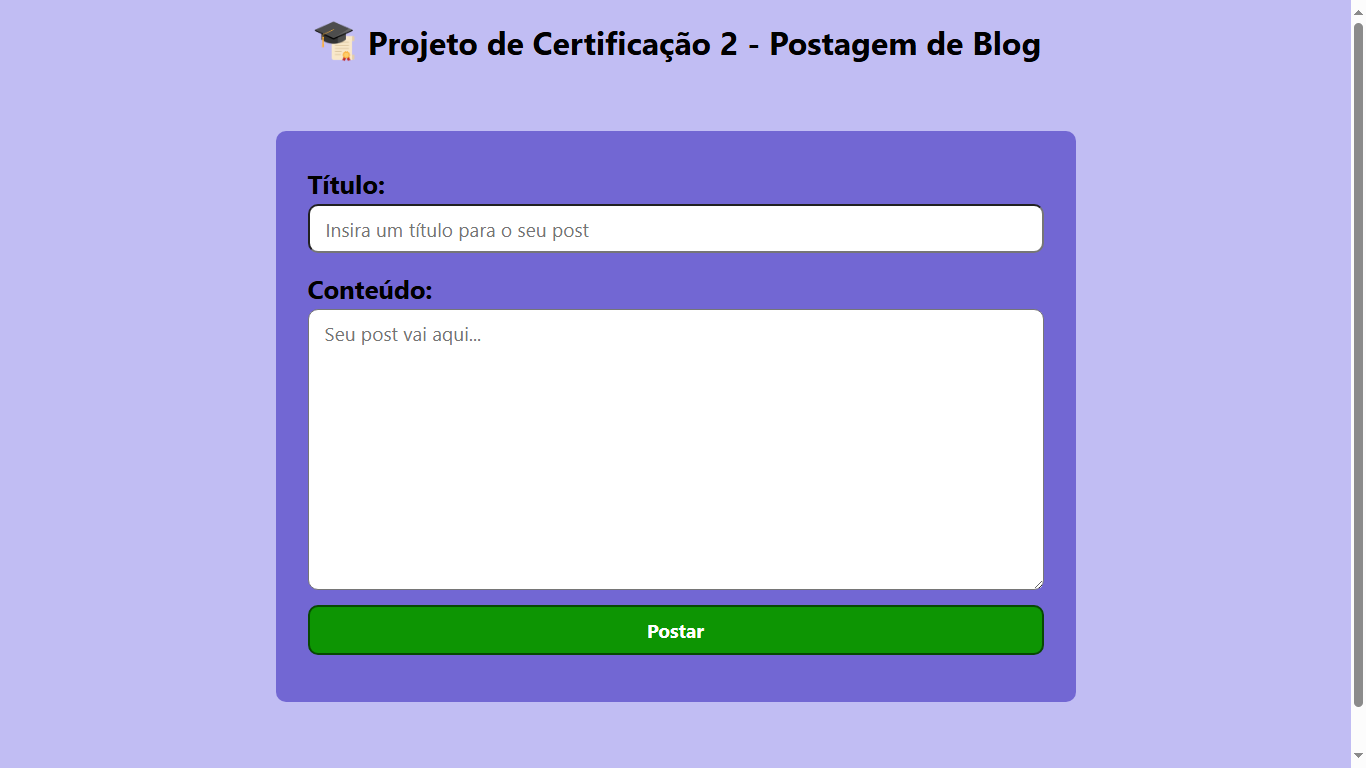 Projeto de Certificação 2 - Postagem de Blog
Título:
Insira um título para o seu post
Conteúdo:
Seu post vai aqui...
Postar